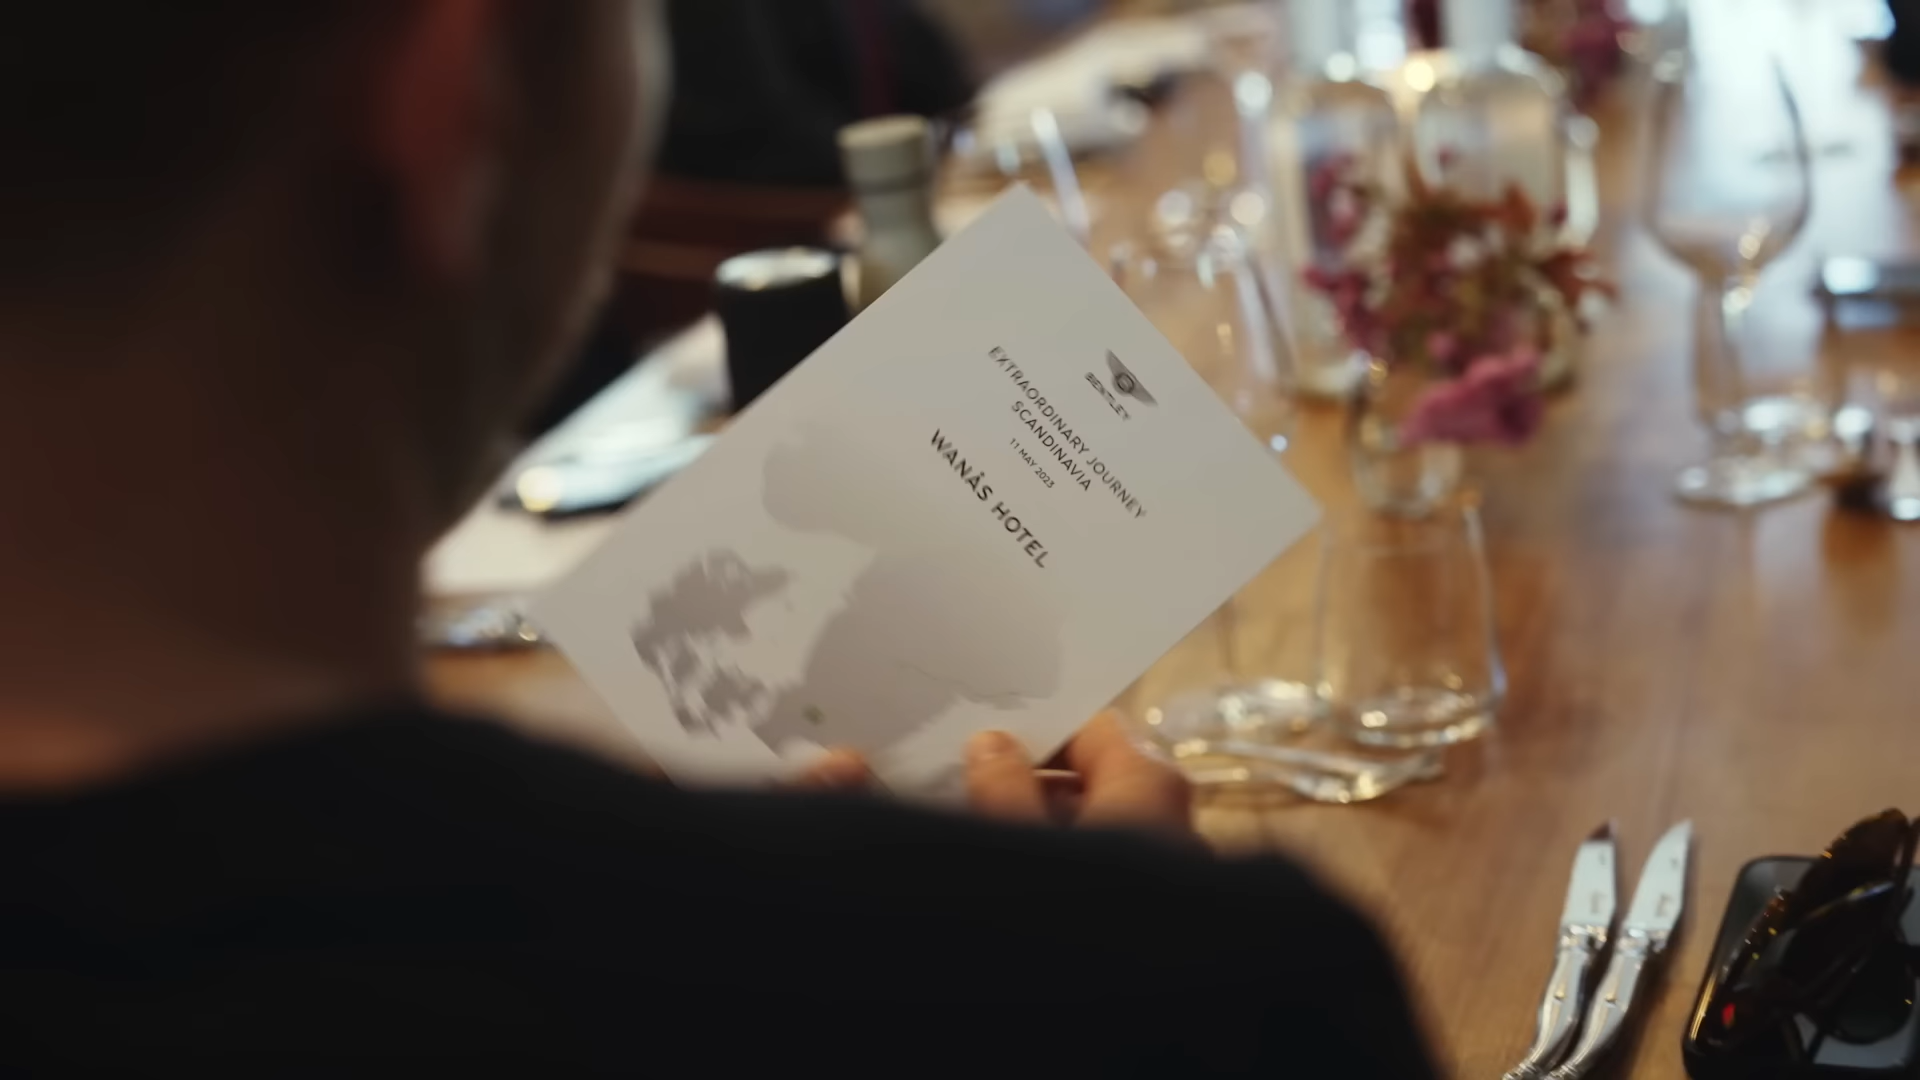 BENTLEY
EXTRAORDINARY JOURNEY
SCANDINAVIA
11 MAY 2023
WANÅS HOTEL